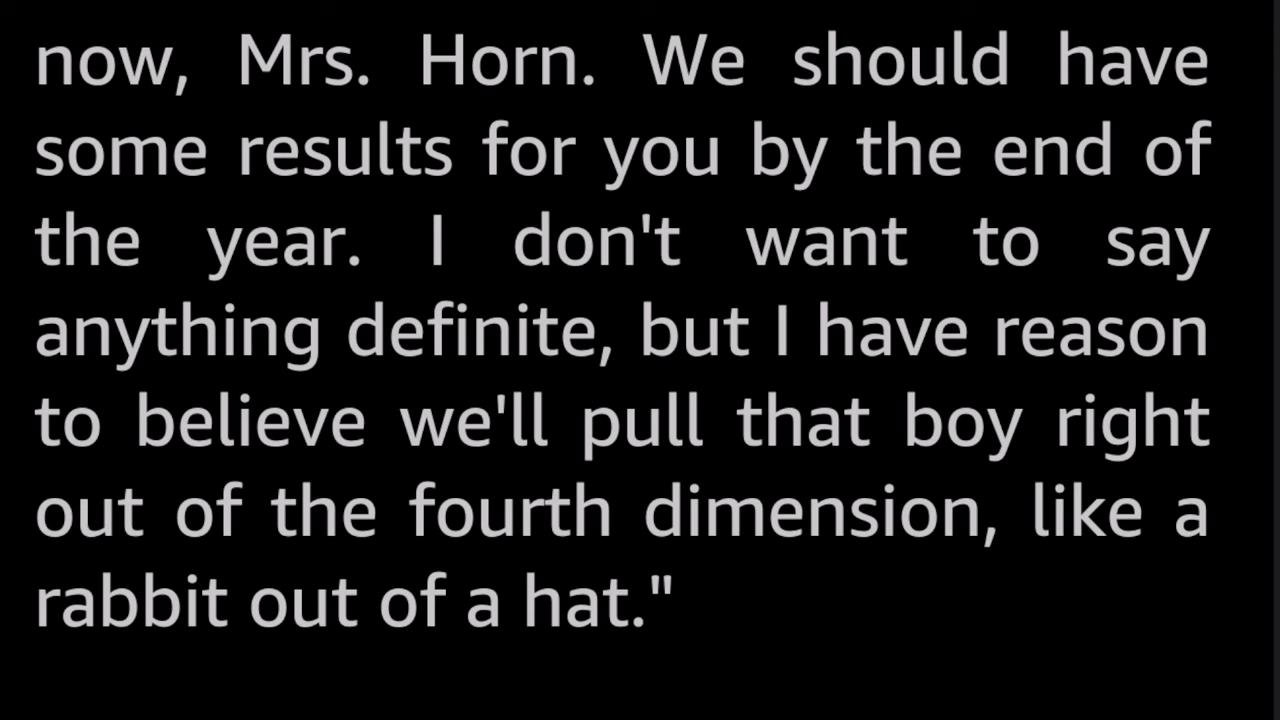 now, Mrs. Horn. We should have
some results for you by the end of
the year. I don't want to say
anything definite, but I have reason
to believe we'll pull that boy right
out of the fourth dimension, like a
rabbit out of a hat."